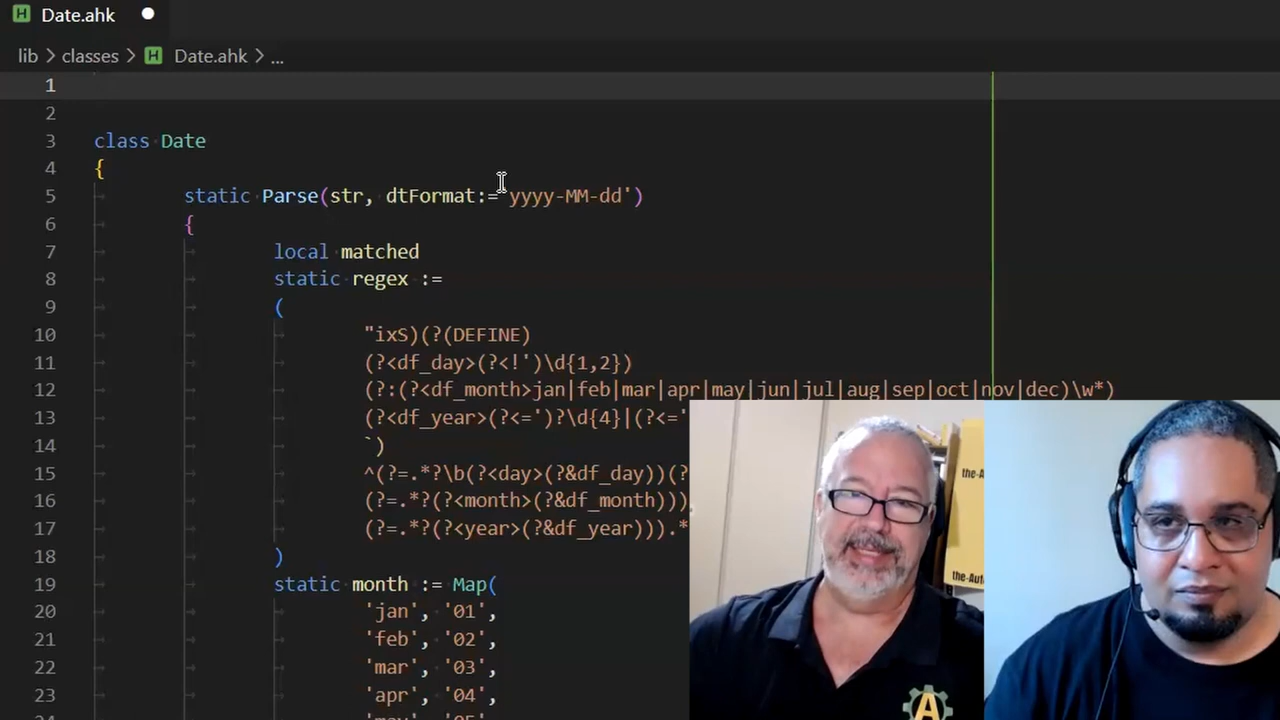 Date.ahk
lib > classes > Date.ahk > ...
1
2
3 class Date
4 {
5 static Parse(str, dtFormat:='yyyy-MM-dd')
6 {
7 local matched
8 static regex :=
9 (
10 "ixS)(?(DEFINE)
11 (?<df_day>(?<!')\d{1,2})
12 (?:(?<df_month>jan|feb|mar|apr|may|jun|jul|aug|sep|oct|nov|dec)\w*)
13 (?<df_year>(?<=')?\d{4}|(?<='
14 `)
15 ^(?=.*?\b(?<day>(?&df_day))(?
16 (?=.*?(?<month>(?&df_month)))
17 (?=.*?(?<year>(?&df_year))).*
18 )
19 static month := Map(
20 'jan', '01',
21 'feb', '02',
22 'mar', '03',
23 'apr', '04',
the-A
the-Aut
A